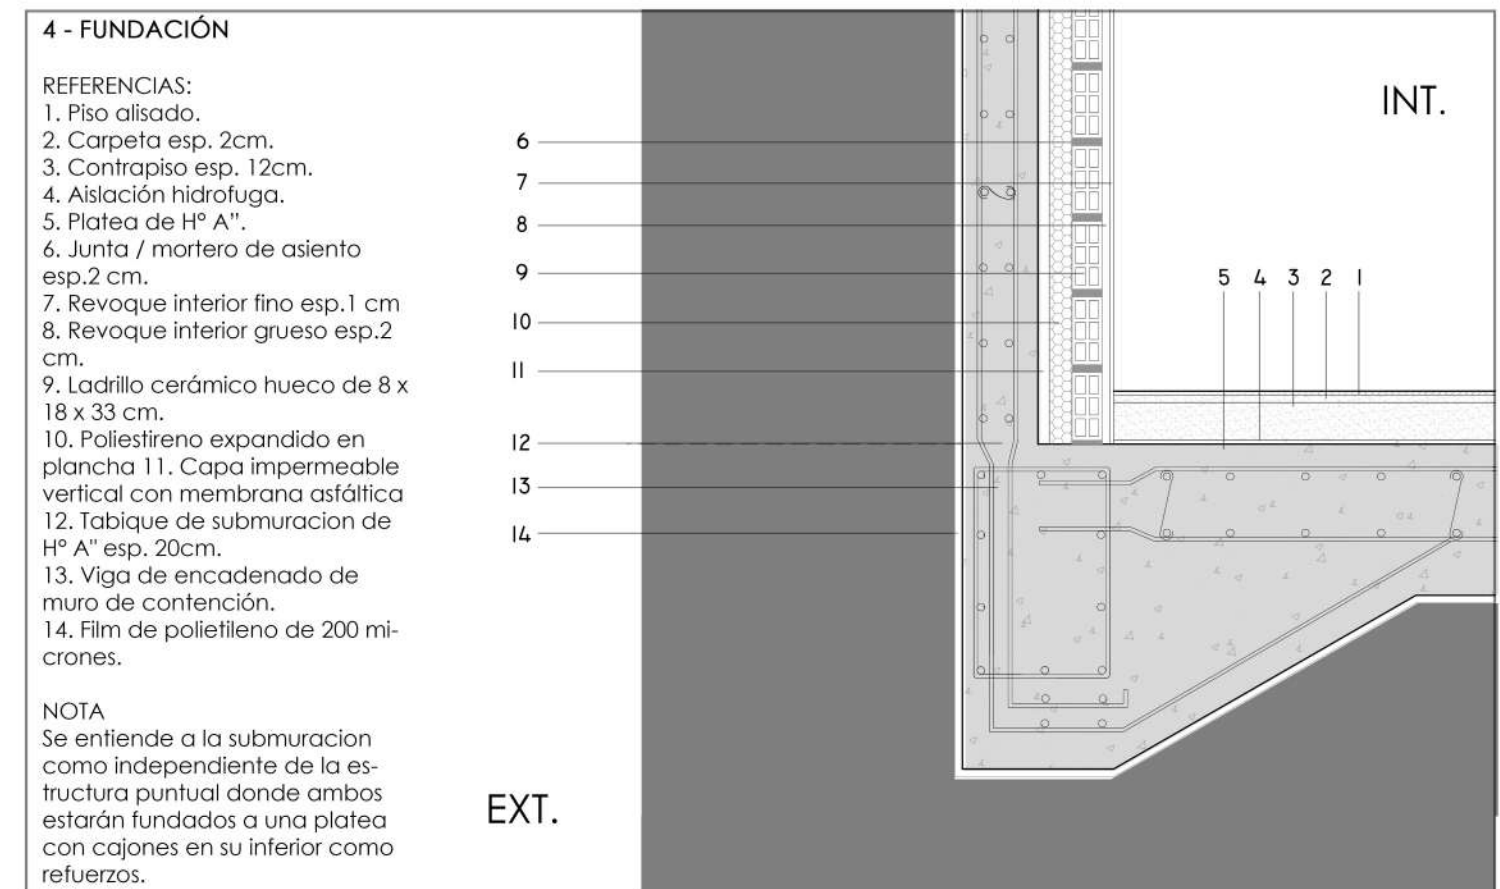 4 - FUNDACIÓN
REFERENCIAS:
1. Piso alisado.
2. Carpeta esp. 2cm.
3. Contrapiso esp. 12cm.
4. Aislación hidrofuga.
5. Platea de Hº A”.
6. Junta / mortero de asiento
esp.2 cm.
7. Revoque interior fino esp.1 cm
8. Revoque interior grueso esp.2
cm.
9. Ladrillo cerámico hueco de 8 x
18 x 33 cm.
10. Poliestireno expandido en
plancha 11. Capa impermeable
vertical con membrana asfáltica
12. Tabique de submuracion de
Hº A" esp. 20cm.
13. Viga de encadenado de
muro de contención.
14. Film de polietileno de 200 mi-
crones.
NOTA
Se entiende a la submuracion
como independiente de la es-
tructura puntual donde ambos
estarán fundados a una platea
con cajones en su inferior como
refuerzos.
6
7
8
9
10
11
12
13
14
EXT.
INT.
5 4 3 2 1